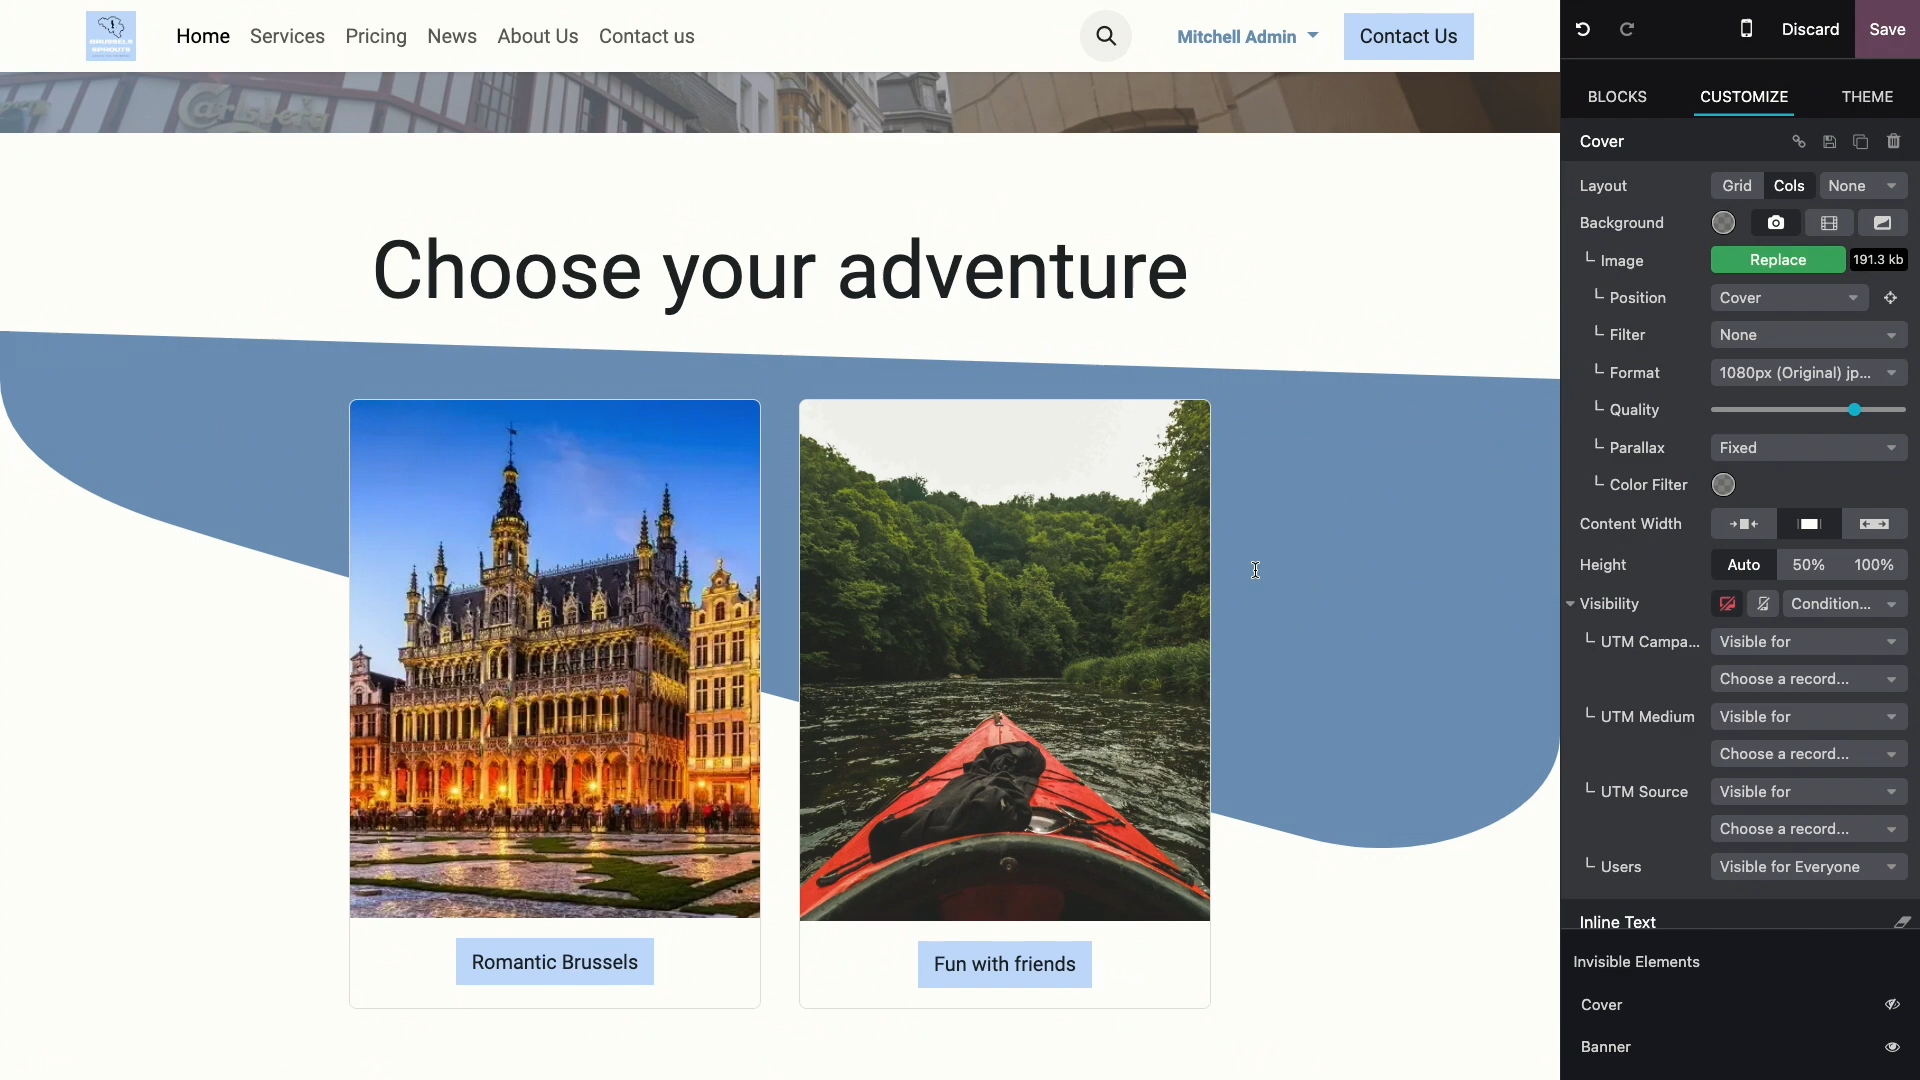 BRUSSELS
SPROUTS
Home Services Pricing News About Us Contact us
Mitchell Admin
Contact Us
Discard
Save
BLOCKS
CUSTOMIZE
THEME
Carlsberg
Choose your adventure
Romantic Brussels
Fun with friends
Cover
Layout Grid Cols None
Background
Image Replace 191.3 kb
Position Cover
Filter None
Format 1080px (Original) jp...
Quality
Parallax Fixed
Color Filter
Content Width
Height Auto 50% 100%
Visibility Condition...
UTM Campa... Visible for
Choose a record...
UTM Medium Visible for
Choose a record...
UTM Source Visible for
Choose a record...
Users Visible for Everyone
Inline Text
Invisible Elements
Cover
Banner